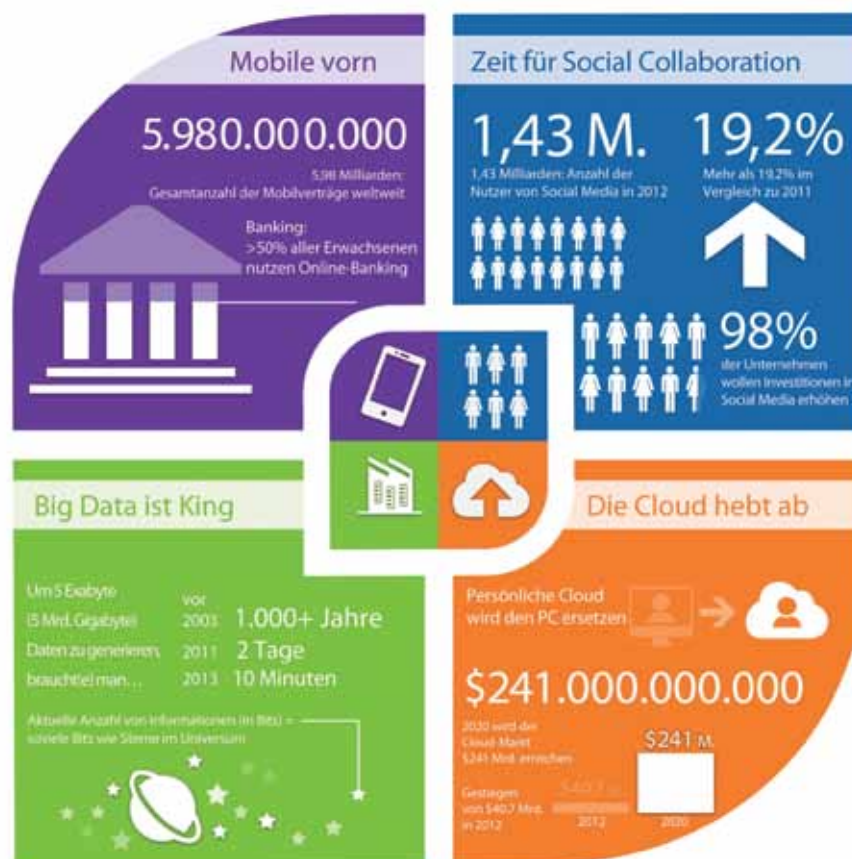 Mobile vorn
5.980.000.000
5,98 Milliarden:
Gesamtanzahl der Mobilverträge weltweit
Banking:
>50% aller Erwachsenen
nutzen Online-Banking
Zeit für Social Collaboration
1,43 M.
1,43 Milliarden: Anzahl der
Nutzer von Social Media in 2012
19,2%
Mehr als 19,2% im
Vergleich zu 2011
98%
der Unternehmen
wollen Investitionen in
Social Media erhöhen
Big Data ist King
Um 5 Exabyte
(5 Mrd. Gigabyte)
Daten zu generieren,
braucht(e) man...
vor
2003 1.000+ Jahre
2011 2 Tage
2013 10 Minuten
Aktuelle Anzahl von Informationen (in Bits) =
soviele Bits wie Sterne im Universum
Die Cloud hebt ab
Persönliche Cloud
wird den PC ersetzen
$241.000.000.000
2020 wird der
Cloud Markt
$241 Mrd. erreichen
Gestiegen
von $40.7 Mrd.
in 2012
$241 M.
2012
2020